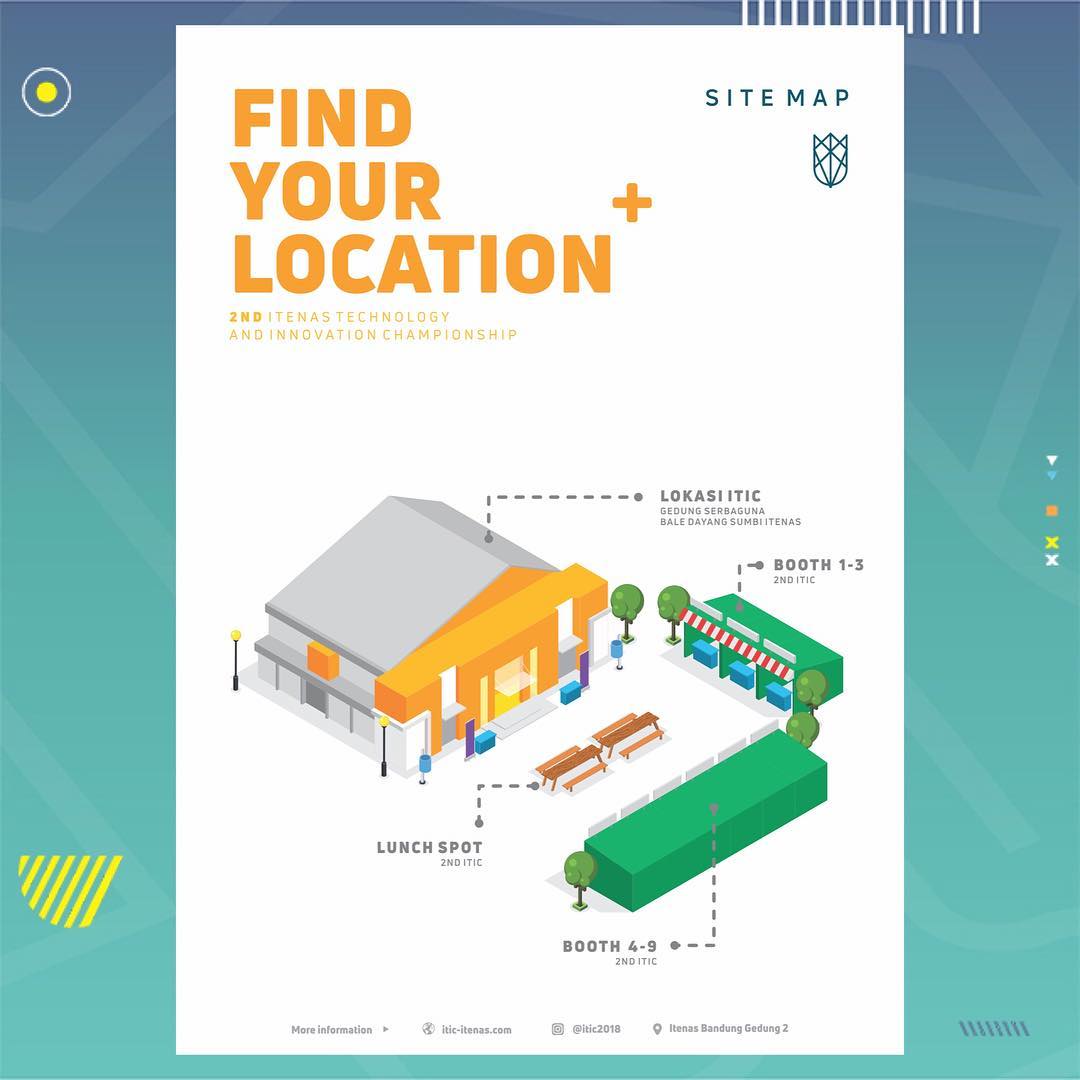 FIND
YOUR
LOCATION+
SITE MAP
2ND ITENAS TECHNOLOGY
AND INNOVATION CHAMPIONSHIP
LOKASI ITIC
GEDUNG SERBAGUNA
BALE DAYANG SUMBI ITENAS
BOOTH 1-3
2ND ITIC
LUNCH SPOT
2ND ITIC
BOOTH 4-9
2ND ITIC
More information
itic-itenas.com
@itic2018
Itenas Bandung Gedung 2